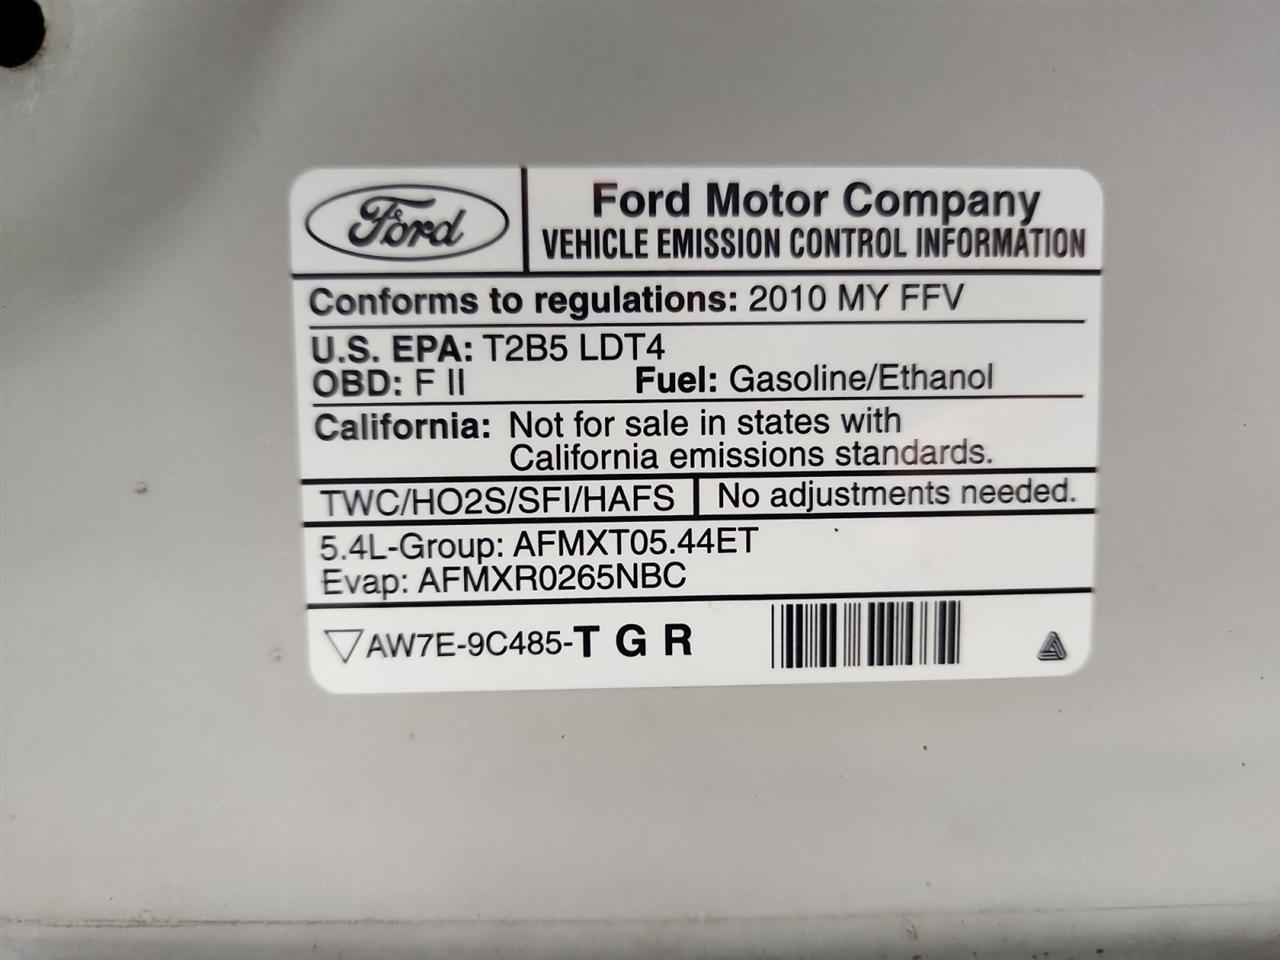 Ford
Ford Motor Company
VEHICLE EMISSION CONTROL INFORMATION
Conforms to regulations: 2010 MY FFV
U.S. EPA: T2B5 LDT4
OBD: F II Fuel: Gasoline/Ethanol
California: Not for sale in states with
California emissions standards.
TWC/HO2S/SFI/HAFS No adjustments needed.
5.4L-Group: AFMXT05.44ET
Evap: AFMXR0265NBC
AW7E-9C485-T G R